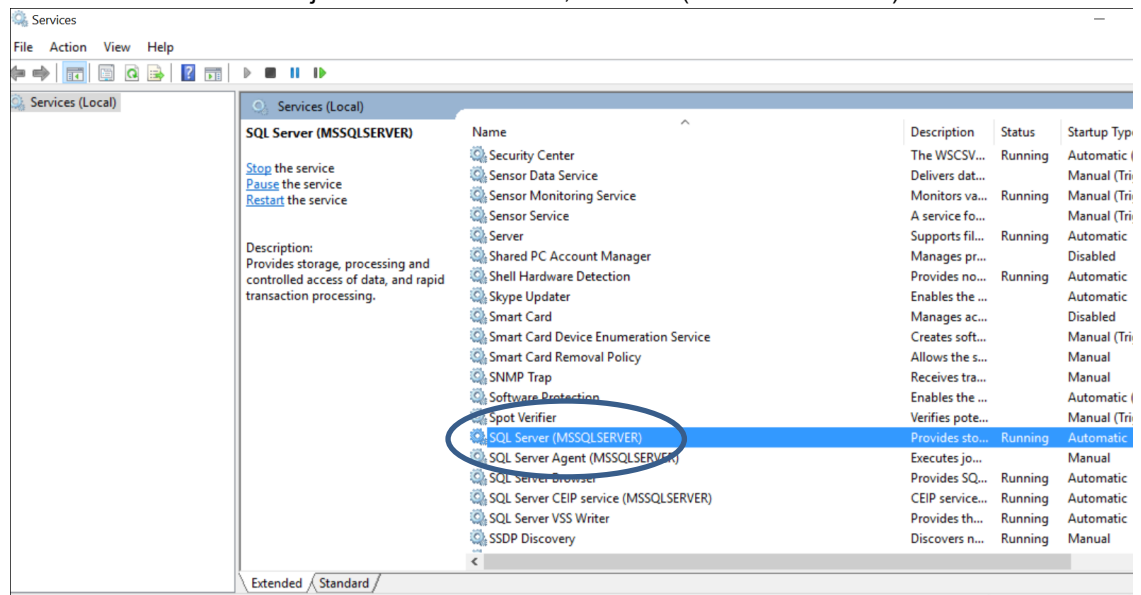 Services
File Action View Help
Services (Local)
Services (Local)
SQL Server (MSSQLSERVER)
Stop the service
Pause the service
Restart the service
Description:
Provides storage, processing and
controlled access of data, and rapid
transaction processing.
Name Description Status Startup Typ
Security Center The WSCSV... Running Automatic (
Sensor Data Service Delivers dat... Manual (Tri
Sensor Monitoring Service Monitors va... Running Manual (Tri
Sensor Service A service fo... Manual (Tri
Server Supports fil... Running Automatic
Shared PC Account Manager Manages pr... Disabled
Shell Hardware Detection Provides no... Running Automatic
Skype Updater Enables the ... Automatic
Smart Card Manages ac... Disabled
Smart Card Device Enumeration Service Creates soft... Manual (Tri
Smart Card Removal Policy Allows the s... Manual
SNMP Trap Receives tra... Manual
Software Protection Enables the ... Automatic (
Spot Verifier Verifies pote... Manual (Tri
SQL Server (MSSQLSERVER) Provides sto... Running Automatic
SQL Server Agent (MSSQLSERVER) Executes jo... Manual
SQL Server Browser Provides SQ... Running Automatic
SQL Server CEIP service (MSSQLSERVER) CEIP service... Running Automatic
SQL Server VSS Writer Provides th... Running Automatic
SSDP Discovery Discovers n... Running Manual
Extended Standard